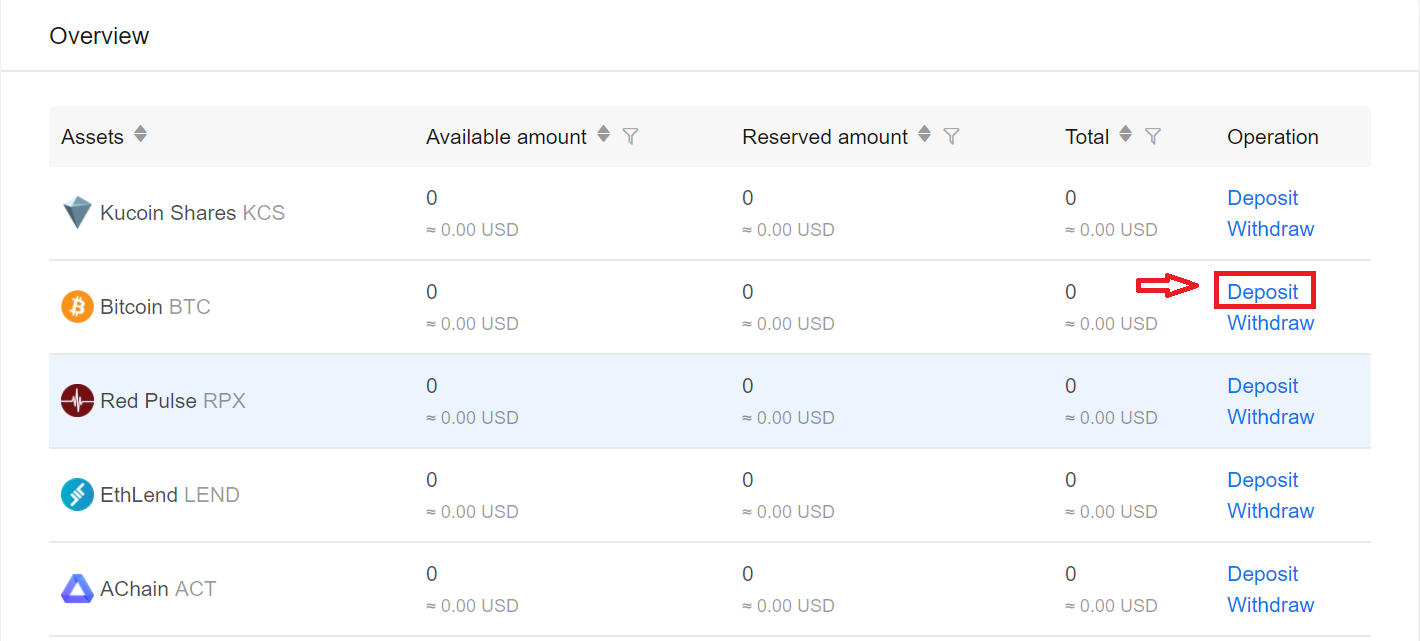 Overview
Assets Available amount Reserved amount Total Operation
0 0 0 Deposit
Kucoin Shares KCS
≈ 0.00 USD ≈ 0.00 USD ≈ 0.00 USD Withdraw
0 0 0 Deposit
Bitcoin BTC
≈ 0.00 USD ≈ 0.00 USD ≈ 0.00 USD Withdraw
0 0 0 Deposit
Red Pulse RPX
≈ 0.00 USD ≈ 0.00 USD ≈ 0.00 USD Withdraw
0 0 0 Deposit
EthLend LEND
≈ 0.00 USD ≈ 0.00 USD ≈ 0.00 USD Withdraw
0 0 0 Deposit
AChain ACT
≈ 0.00 USD ≈ 0.00 USD ≈ 0.00 USD Withdraw